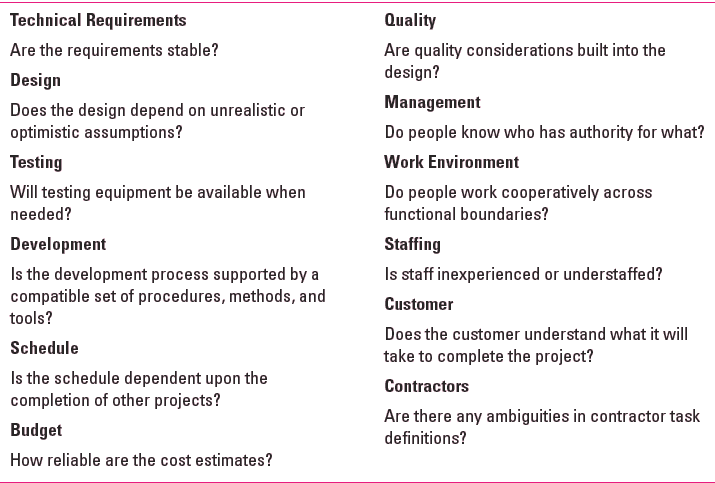 Technical Requirements
Are the requirements stable?
Design
Does the design depend on unrealistic or
optimistic assumptions?
Testing
Will testing equipment be available when
needed?
Development
Is the development process supported by a
compatible set of procedures, methods, and
tools?
Schedule
Is the schedule dependent upon the
completion of other projects?
Budget
How reliable are the cost estimates?
Quality
Are quality considerations built into the
design?
Management
Do people know who has authority for what?
Work Environment
Do people work cooperatively across
functional boundaries?
Staffing
Is staff inexperienced or understaffed?
Customer
Does the customer understand what it will
take to complete the project?
Contractors
Are there any ambiguities in contractor task
definitions?